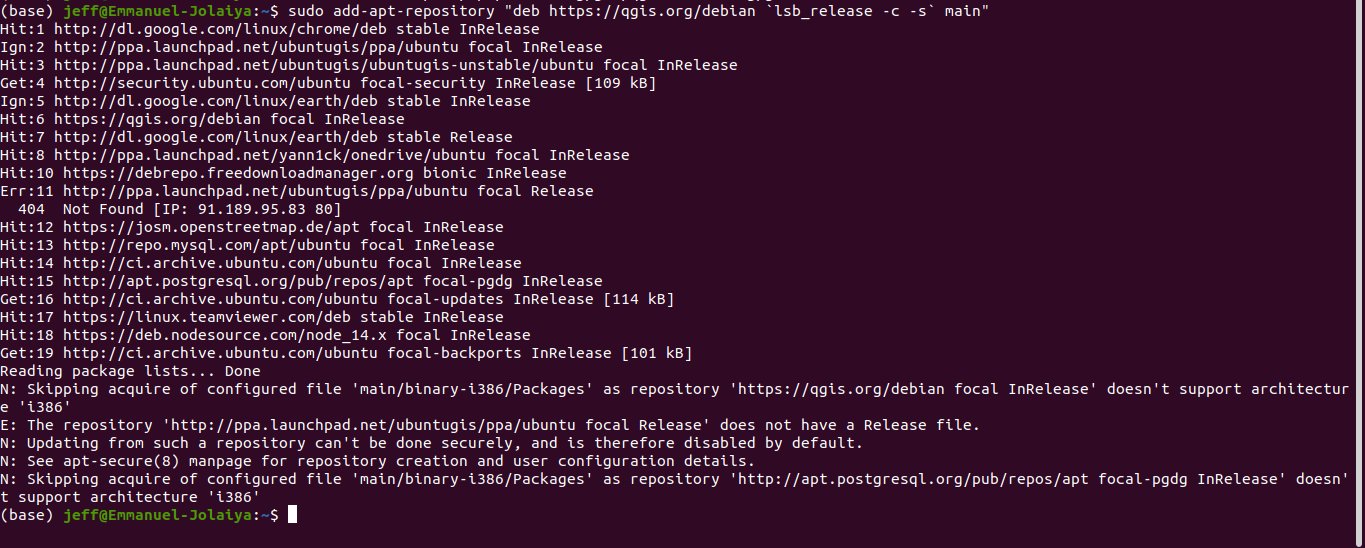 (base) jeff@Emmanuel-Jolaiya:~$ sudo add-apt-repository "deb https://qgis.org/debian `lsb_release -c -s` main"
Hit:1 http://dl.google.com/linux/chrome/deb stable InRelease
Ign:2 http://ppa.launchpad.net/ubuntugis/ppa/ubuntu focal InRelease
Hit:3 http://ppa.launchpad.net/ubuntugis/ubuntugis-unstable/ubuntu focal InRelease
Get:4 http://security.ubuntu.com/ubuntu focal-security InRelease [109 kB]
Ign:5 http://dl.google.com/linux/earth/deb stable InRelease
Hit:6 https://qgis.org/debian focal InRelease
Hit:7 http://dl.google.com/linux/earth/deb stable Release
Hit:8 http://ppa.launchpad.net/yann1ck/onedrive/ubuntu focal InRelease
Hit:10 https://debrepo.freedownloadmanager.org bionic InRelease
Err:11 http://ppa.launchpad.net/ubuntugis/ppa/ubuntu focal Release
  404  Not Found [IP: 91.189.95.83 80]
Hit:12 https://josm.openstreetmap.de/apt focal InRelease
Hit:13 http://repo.mysql.com/apt/ubuntu focal InRelease
Hit:14 http://ci.archive.ubuntu.com/ubuntu focal InRelease
Hit:15 http://apt.postgresql.org/pub/repos/apt focal-pgdg InRelease
Get:16 http://ci.archive.ubuntu.com/ubuntu focal-updates InRelease [114 kB]
Hit:17 https://linux.teamviewer.com/deb stable InRelease
Hit:18 https://deb.nodesource.com/node_14.x focal InRelease
Get:19 http://ci.archive.ubuntu.com/ubuntu focal-backports InRelease [101 kB]
Reading package lists... Done
N: Skipping acquire of configured file 'main/binary-i386/Packages' as repository 'https://qgis.org/debian focal InRelease' doesn't support architectur
e 'i386'
E: The repository 'http://ppa.launchpad.net/ubuntugis/ppa/ubuntu focal Release' does not have a Release file.
N: Updating from such a repository can't be done securely, and is therefore disabled by default.
N: See apt-secure(8) manpage for repository creation and user configuration details.
N: Skipping acquire of configured file 'main/binary-i386/Packages' as repository 'http://apt.postgresql.org/pub/repos/apt focal-pgdg InRelease' doesn'
t support architecture 'i386'
(base) jeff@Emmanuel-Jolaiya:~$